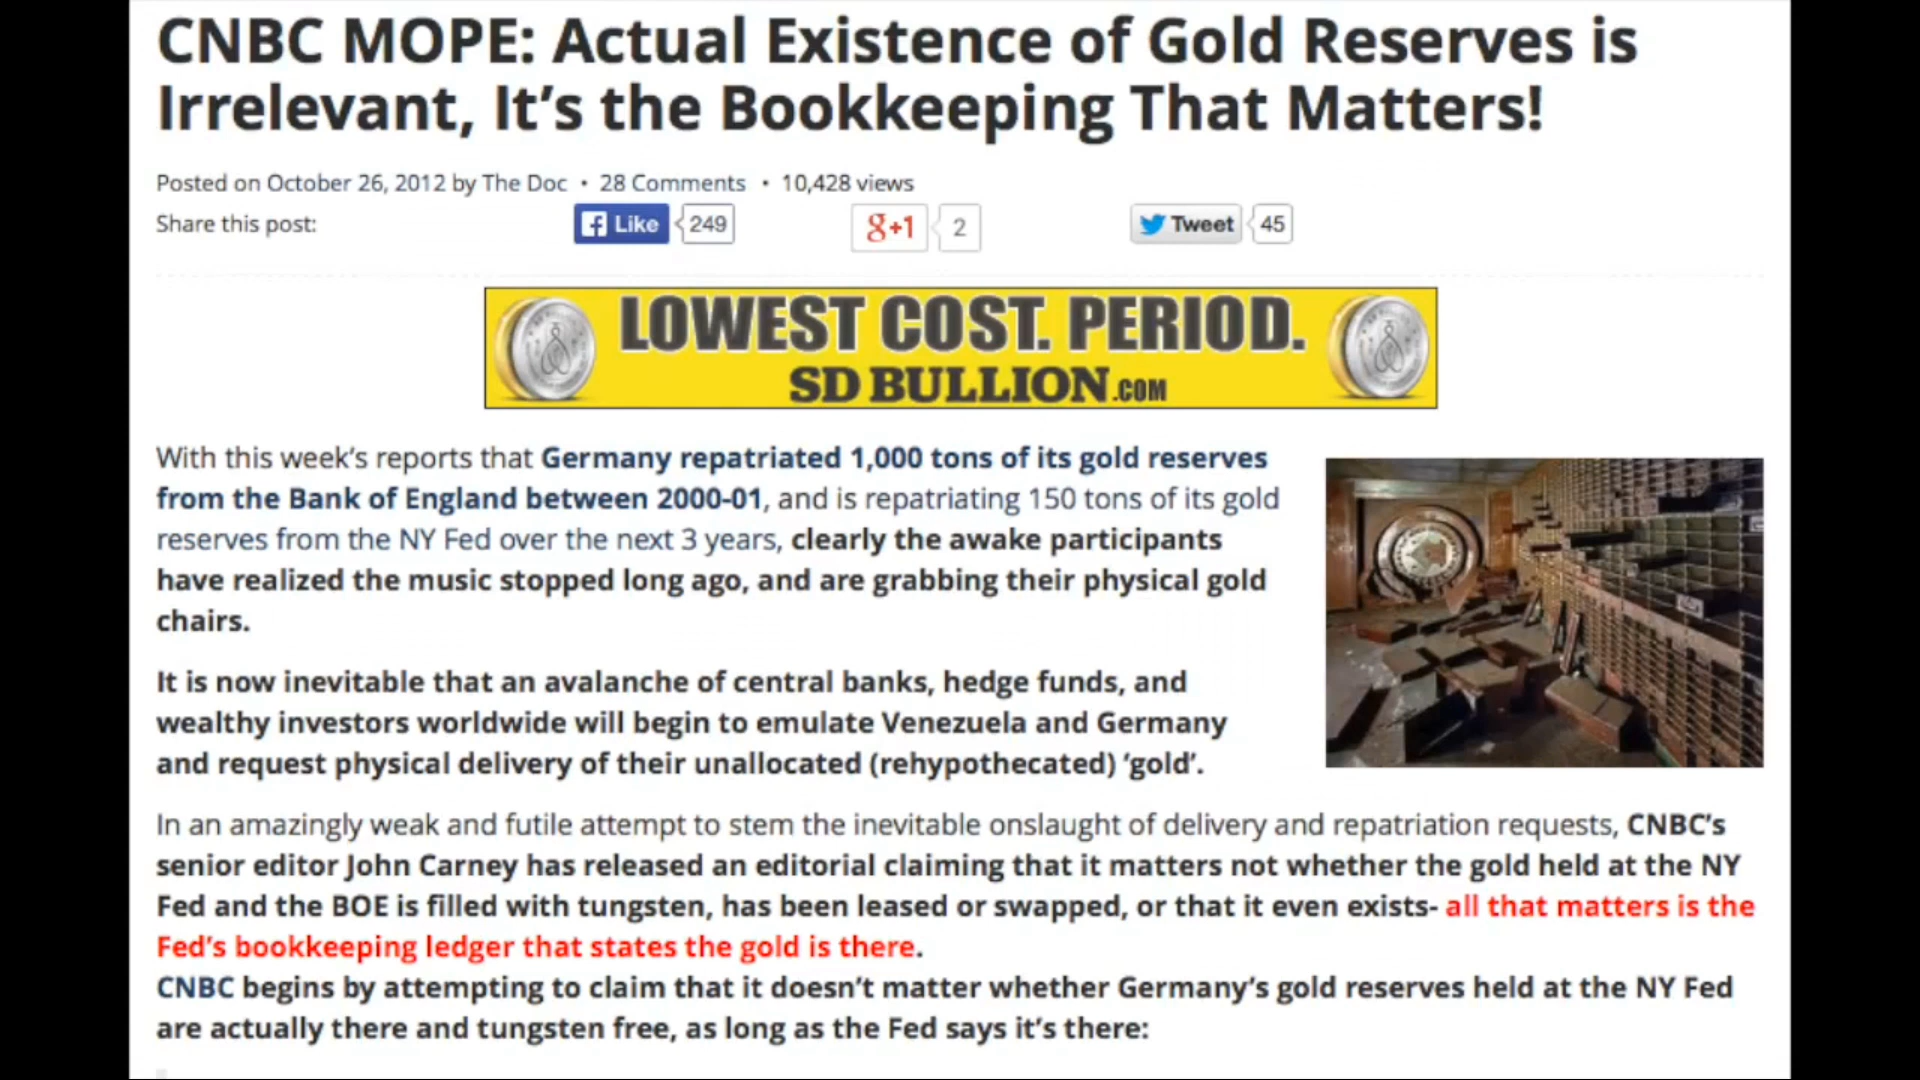 CNBC MOPE: Actual Existence of Gold Reserves is
Irrelevant, It’s the Bookkeeping That Matters!
Posted on October 26, 2012 by The Doc • 28 Comments • 10,428 views
Share this post:
Like 249
g+1 2
Tweet 45
LOWEST COST. PERIOD.
SD BULLION.COM
With this week’s reports that Germany repatriated 1,000 tons of its gold reserves
from the Bank of England between 2000-01, and is repatriating 150 tons of its gold
reserves from the NY Fed over the next 3 years, clearly the awake participants
have realized the music stopped long ago, and are grabbing their physical gold
chairs.
It is now inevitable that an avalanche of central banks, hedge funds, and
wealthy investors worldwide will begin to emulate Venezuela and Germany
and request physical delivery of their unallocated (rehypothecated) ‘gold’.
In an amazingly weak and futile attempt to stem the inevitable onslaught of delivery and repatriation requests, CNBC’s
senior editor John Carney has released an editorial claiming that it matters not whether the gold held at the NY
Fed and the BOE is filled with tungsten, has been leased or swapped, or that it even exists- all that matters is the
Fed’s bookkeeping ledger that states the gold is there.
CNBC begins by attempting to claim that it doesn’t matter whether Germany’s gold reserves held at the NY Fed
are actually there and tungsten free, as long as the Fed says it’s there: